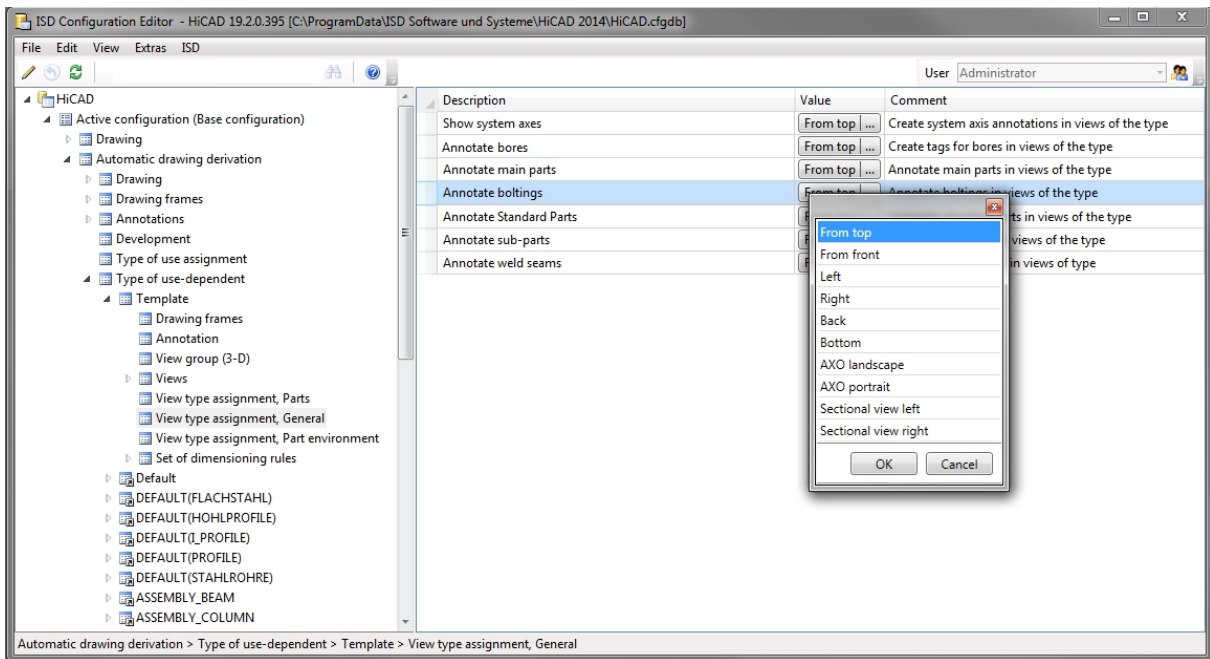 ISD Configuration Editor - HiCAD 19.2.0.395 [C:\ProgramData\ISD Software und Systeme\HiCAD 2014\HiCAD.cfgdb]
File Edit View Extras ISD
User Administrator
HiCAD
Active configuration (Base configuration)
Drawing
Automatic drawing derivation
Drawing
Drawing frames
Annotations
Development
Type of use assignment
Type of use-dependent
Template
Drawing frames
Annotation
View group (3-D)
Views
View type assignment, Parts
View type assignment, General
View type assignment, Part environment
Set of dimensioning rules
Default
DEFAULT(FLACHSTAHL)
DEFAULT(HOHLPROFILE)
DEFAULT(I_PROFILE)
DEFAULT(PROFILE)
DEFAULT(STAHLROHRE)
ASSEMBLY_BEAM
ASSEMBLY_COLUMN
Description Value Comment
Show system axes From top ... Create system axis annotations in views of the type
Annotate bores From top ... Create tags for bores in views of the type
Annotate main parts From top ... Annotate main parts in views of the type
Annotate boltings From top ... Annotate boltings in views of the type
Annotate Standard Parts rts in views of the type
Annotate sub-parts views of the type
Annotate weld seams in views of type
From top
From front
Left
Right
Back
Bottom
AXO landscape
AXO portrait
Sectional view left
Sectional view right
OK Cancel
Automatic drawing derivation > Type of use-dependent > Template > View type assignment, General